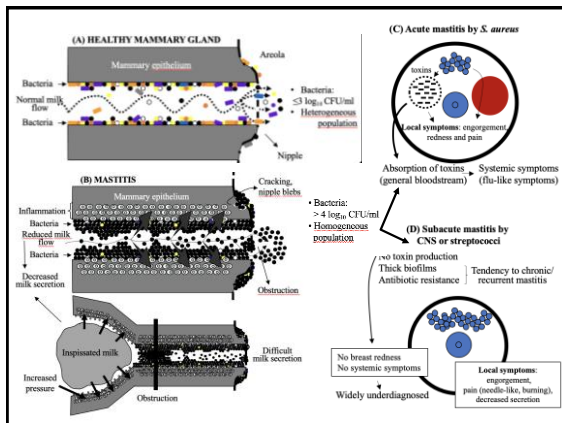 (A) HEALTHY MAMMARY GLAND
Areola
Mammary epithelium
Bacteria
Normal milk flow
Bacteria
• Bacteria:
≤3 log10 CFU/ml
• Heterogeneous
population
Nipple
(B) MASTITIS
Cracking,
nipple blebs
Mammary epithelium
Inflammation
Bacteria
Reduced milk
flow
Bacteria
Decreased
milk secretion
Obstruction
• Bacteria:
> 4 log10 CFU/ml
• Homogeneous
population
Inspissated milk
Difficult
milk secretion
Increased
pressure
Obstruction
(C) Acute mastitis by S. aureus
toxins
Local symptoms: engorgement,
redness and pain
Absorption of toxins
(general bloodstream)
Systemic symptoms
(flu-like symptoms)
(D) Subacute mastitis by
CNS or streptococci
No toxin production
Thick biofilms
Antibiotic resistance
Tendency to chronic/
recurrent mastitis
No breast redness
No systemic symptoms
Widely underdiagnosed
Local symptoms:
engorgement,
pain (needle-like, burning),
decreased secretion